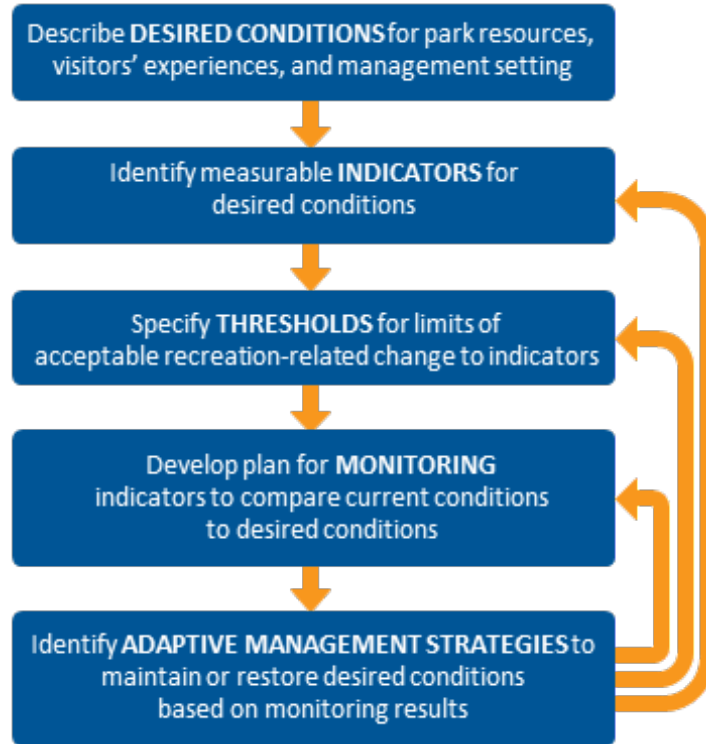 Describe DESIRED CONDITIONS for park resources,
visitors’ experiences, and management setting
Identify measurable INDICATORS for
desired conditions
Specify THRESHOLDS for limits of
acceptable recreation-related change to indicators
Develop plan for MONITORING
indicators to compare current conditions
to desired conditions
Identify ADAPTIVE MANAGEMENT STRATEGIES to
maintain or restore desired conditions
based on monitoring results